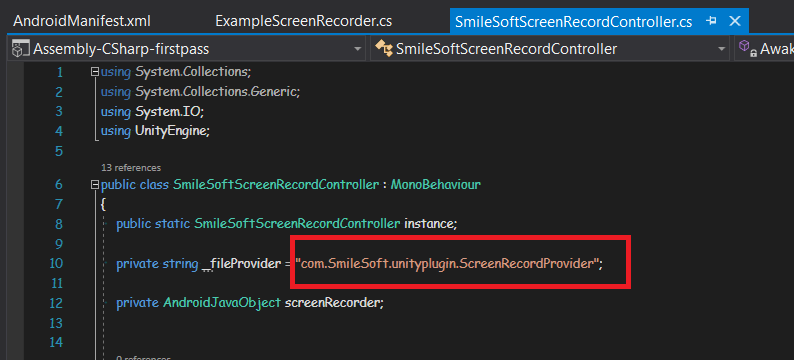 AndroidManifest.xml ExampleScreenRecorder.cs SmileSoftScreenRecordController.cs
Assembly-CSharp-firstpass SmileSoftScreenRecordController Awak
1 using System.Collections;
2 using System.Collections.Generic;
3 using System.IO;
4 using UnityEngine;
5
13 references
6 public class SmileSoftScreenRecordController : MonoBehaviour
7 {
8 public static SmileSoftScreenRecordController instance;
9
10 private string _fileProvider = "com.SmileSoft.unityplugin.ScreenRecordProvider";
11
12 private AndroidJavaObject screenRecorder;
13
14
0 references